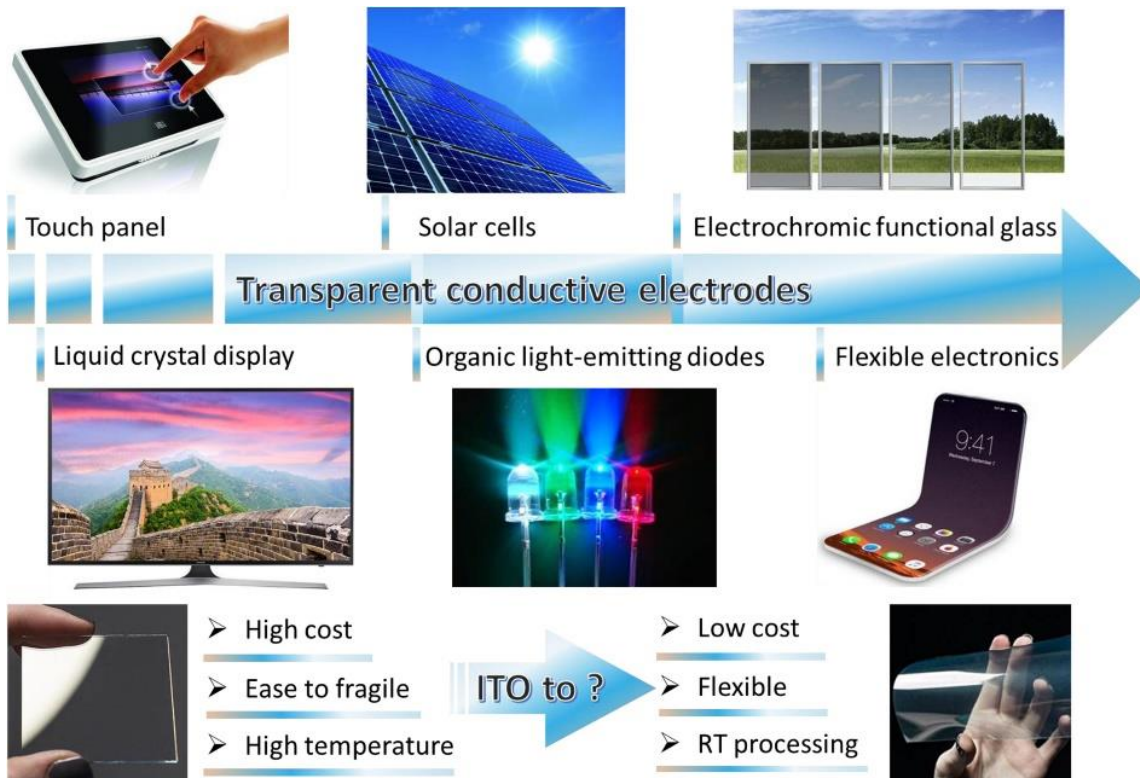 Touch panel
Solar cells
Electrochromic functional glass
Transparent conductive electrodes
Liquid crystal display
Organic light-emitting diodes
Flexible electronics
9:41
➢ High cost
➢ Ease to fragile
➢ High temperature
ITO to ?
➢ Low cost
➢ Flexible
➢ RT processing